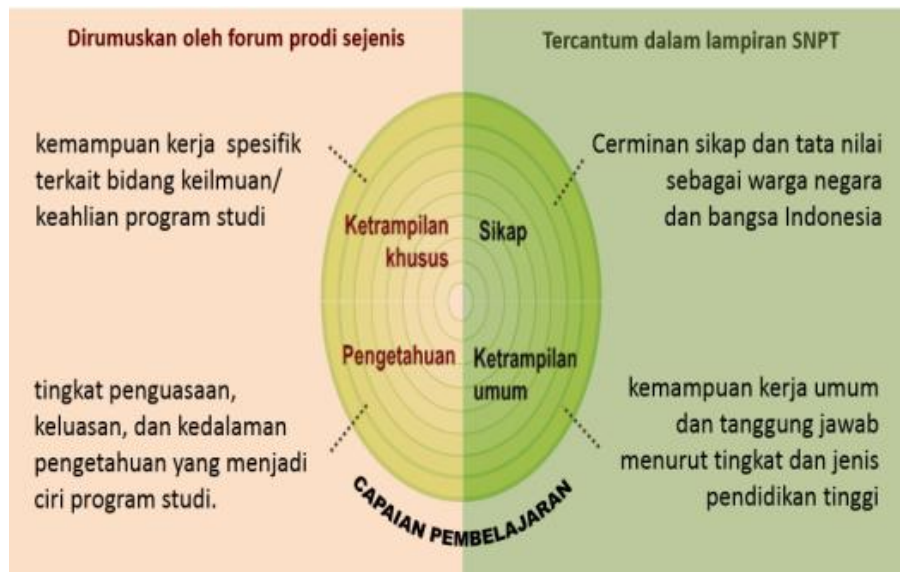 Dirumuskan oleh forum prodi sejenis
kemampuan kerja spesifik
terkait bidang keilmuan/
keahlian program studi
Ketrampilan
khusus
Pengetahuan
tingkat penguasaan,
keluasan, dan kedalaman
pengetahuan yang menjadi
ciri program studi.
Tercantum dalam lampiran SNPT
Cerminan sikap dan tata nilai
sebagai warga negara
dan bangsa Indonesia
Sikap
Ketrampilan
umum
kemampuan kerja umum
dan tanggung jawab
menurut tingkat dan jenis
pendidikan tinggi
CAPAIAN PEMBELAJARAN